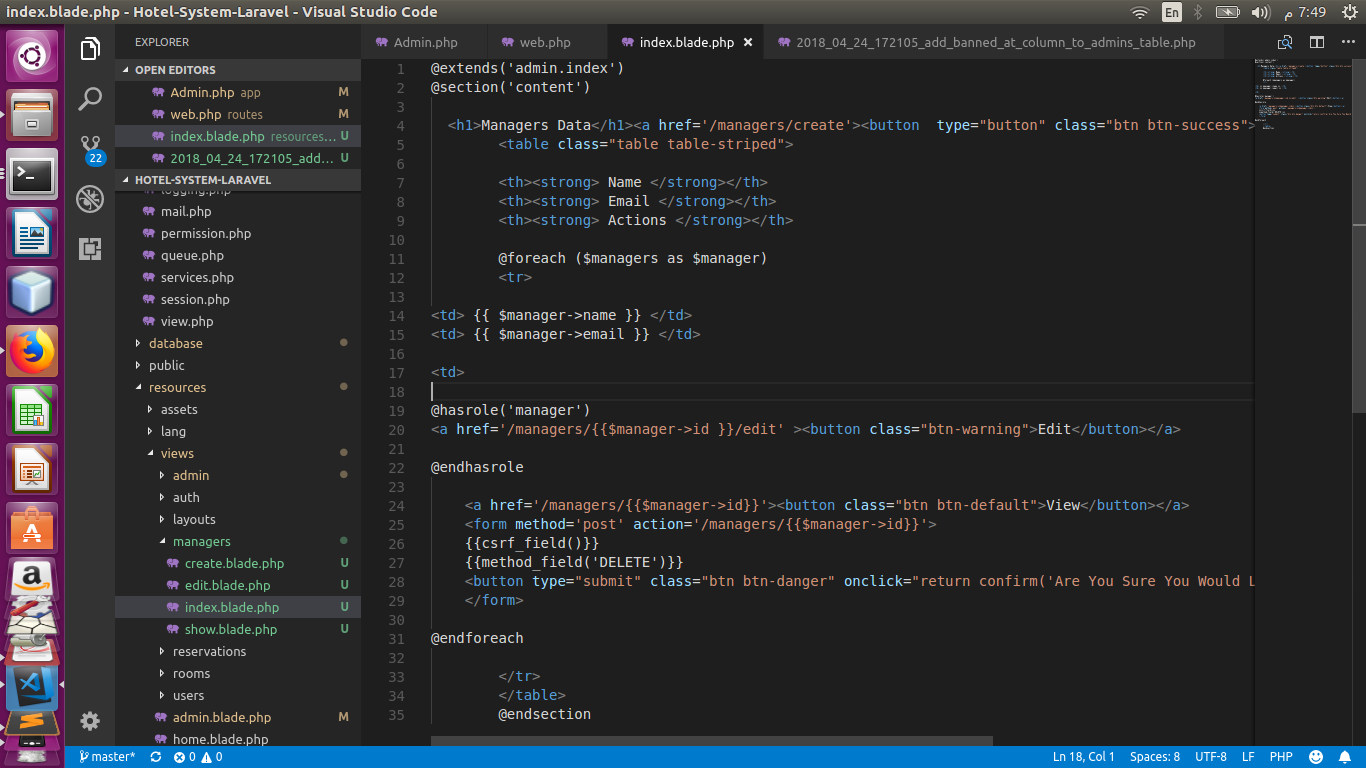 index.blade.php - Hotel-System-Laravel - Visual Studio Code
En
7:49 م
EXPLORER
OPEN EDITORS
Admin.php app M
web.php routes M
index.blade.php resources... U
2018_04_24_172105_add... U
HOTEL-SYSTEM-LARAVEL
logging.php
mail.php
permission.php
queue.php
services.php
session.php
view.php
database
public
resources
assets
lang
views
admin
auth
layouts
managers
create.blade.php U
edit.blade.php U
index.blade.php U
show.blade.php U
reservations
rooms
users
admin.blade.php M
home.blade.php
22
Admin.php
web.php
index.blade.php
2018_04_24_172105_add_banned_at_column_to_admins_table.php
1 @extends('admin.index')
2 @section('content')
3
4 <h1>Managers Data</h1><a href='/managers/create'><button  type="button" class="btn btn-success">
5 <table class="table table-striped">
6
7 <th><strong> Name </strong></th>
8 <th><strong> Email </strong></th>
9 <th><strong> Actions </strong></th>
10
11 @foreach ($managers as $manager)
12 <tr>
13
14 <td> {{ $manager->name }} </td>
15 <td> {{ $manager->email }} </td>
16
17 <td>
18
19 @hasrole('manager')
20 <a href='/managers/{{$manager->id }}/edit' ><button class="btn-warning">Edit</button></a>
21
22 @endhasrole
23
24 <a href='/managers/{{$manager->id}}'><button class="btn btn-default">View</button></a>
25 <form method='post' action='/managers/{{$manager->id}}'>
26 {{csrf_field()}}
27 {{method_field('DELETE')}}
28 <button type="submit" class="btn btn-danger" onclick="return confirm('Are You Sure You Would L
29 </form>
30
31 @endforeach
32
33 </tr>
34 </table>
35 @endsection
master*
0
0
Ln 18, Col 1
Spaces: 8
UTF-8
LF
PHP